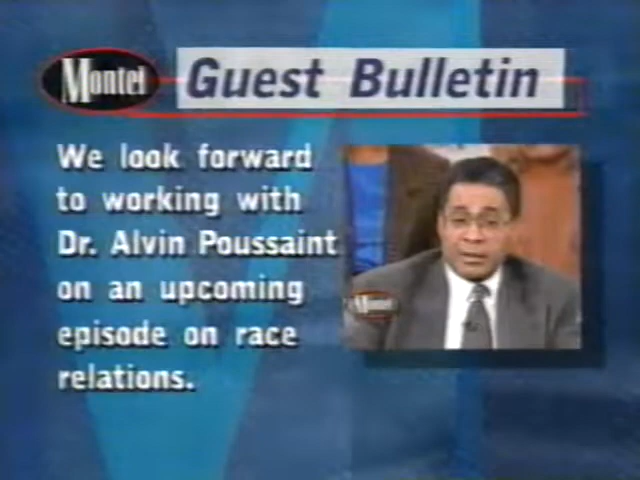 Montel
Guest Bulletin
We look forward
to working with
Dr. Alvin Poussaint
on an upcoming
episode on race
relations.
Montel